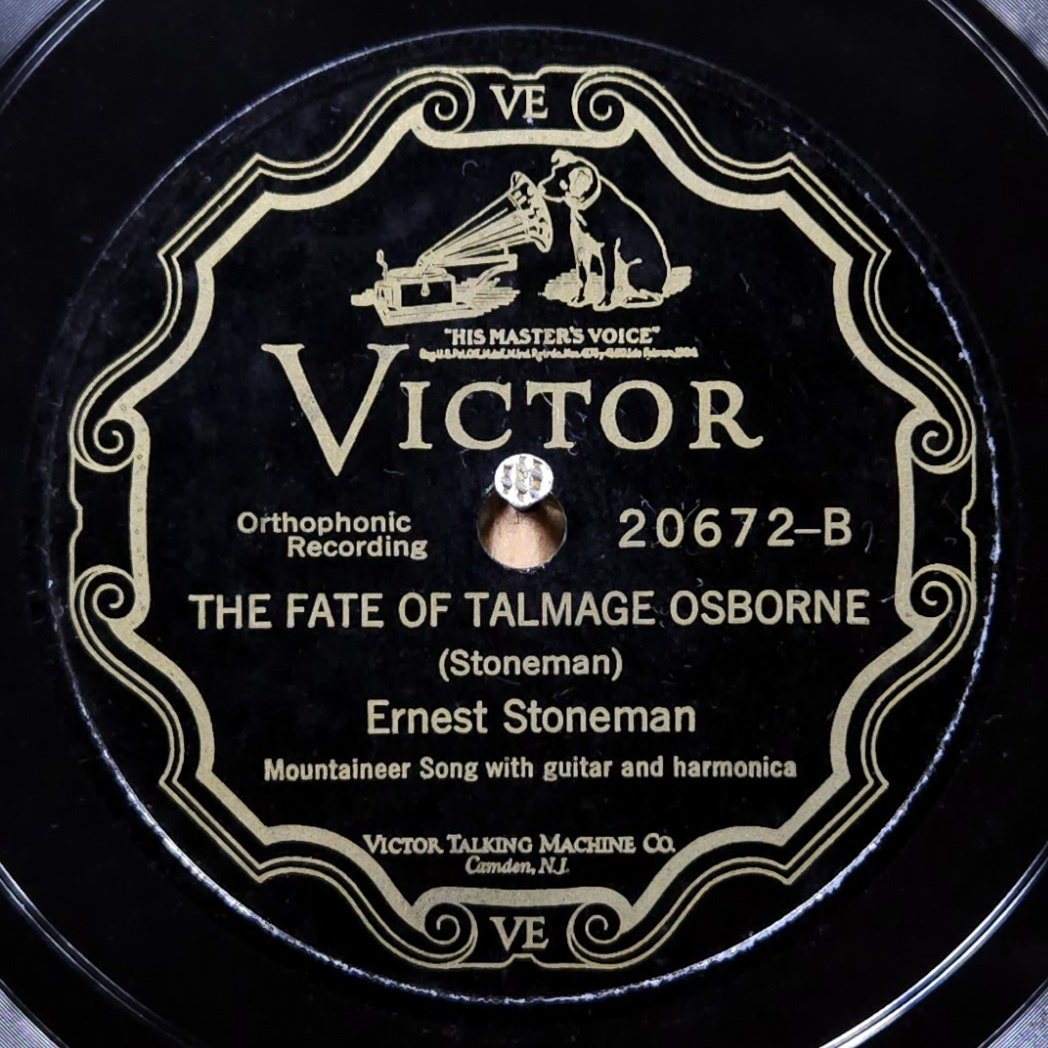 VE
"HIS MASTER'S VOICE"
VICTOR
Orthophonic
Recording
20672-B
THE FATE OF TALMAGE OSBORNE
(Stoneman)
Ernest Stoneman
Mountaineer Song with guitar and harmonica
VICTOR TALKING MACHINE CO.
Camden, N.J.
VE